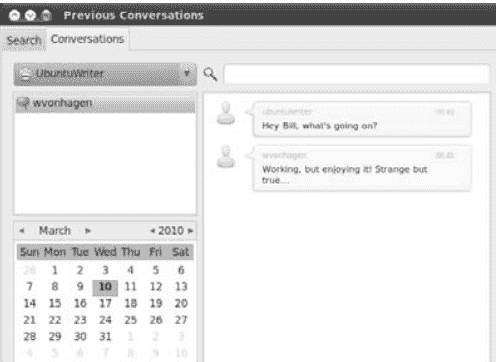 Previous Conversations
Search Conversations
UbuntuWriter
wvonhagen
ubuntuwriter
Hey Bill, what's going on?
wvonhagen
Working, but enjoying it! Strange but
true...
March 2010
Sun Mon Tue Wed Thu Fri Sat
28 1 2 3 4 5 6
7 8 9 10 11 12 13
14 15 16 17 18 19 20
21 22 23 24 25 26 27
28 29 30 31 1 2 3
4 5 6 7 8 9 10